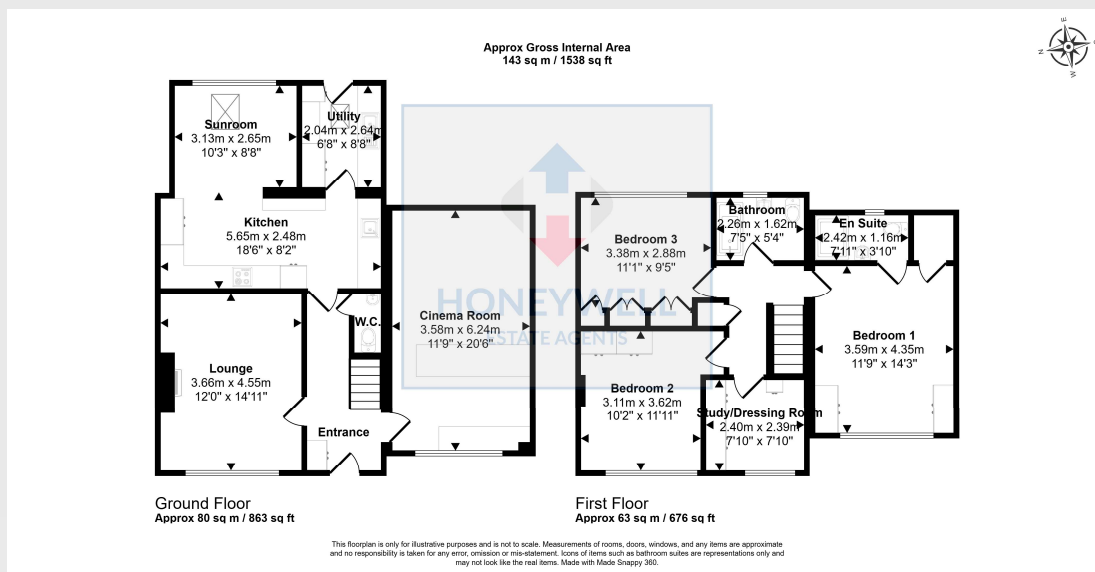 Approx Gross Internal Area
143 sq m / 1538 sq ft
E
W
Sunroom
3.13m x 2.65m
10'3" x 8'8"
Utility
2.04m x 2.64m
6'8" x 8'8"
Kitchen
5.65m x 2.48m
18'6" x 8'2"
Lounge
3.66m x 4.55m
12'0" x 14'11"
W.C.
Entrance
Cinema Room
3.58m x 6.24m
11'9" x 20'6"
HONEYWELL
ESTATE AGENTS
Bedroom 3
3.38m x 2.88m
11'1" x 9'5"
Bathroom
2.26m x 1.62m
7'5" x 5'4"
En Suite
2.42m x 1.16m
7'11" x 3'10"
Bedroom 1
3.59m x 4.35m
11'9" x 14'3"
Bedroom 2
3.11m x 3.62m
10'2" x 11'11"
Study/Dressing Room
2.40m x 2.39m
7'10" x 7'10"
Ground Floor
Approx 80 sq m / 863 sq ft
First Floor
Approx 63 sq m / 676 sq ft
This floorplan is only for illustrative purposes and is not to scale. Measurements of rooms, doors, windows, and any items are approximate
and no responsibility is taken for any error, omission or mis-statement. Icons of items such as bathroom suites are representations only and
may not look like the real items. Made with Made Snappy 360.